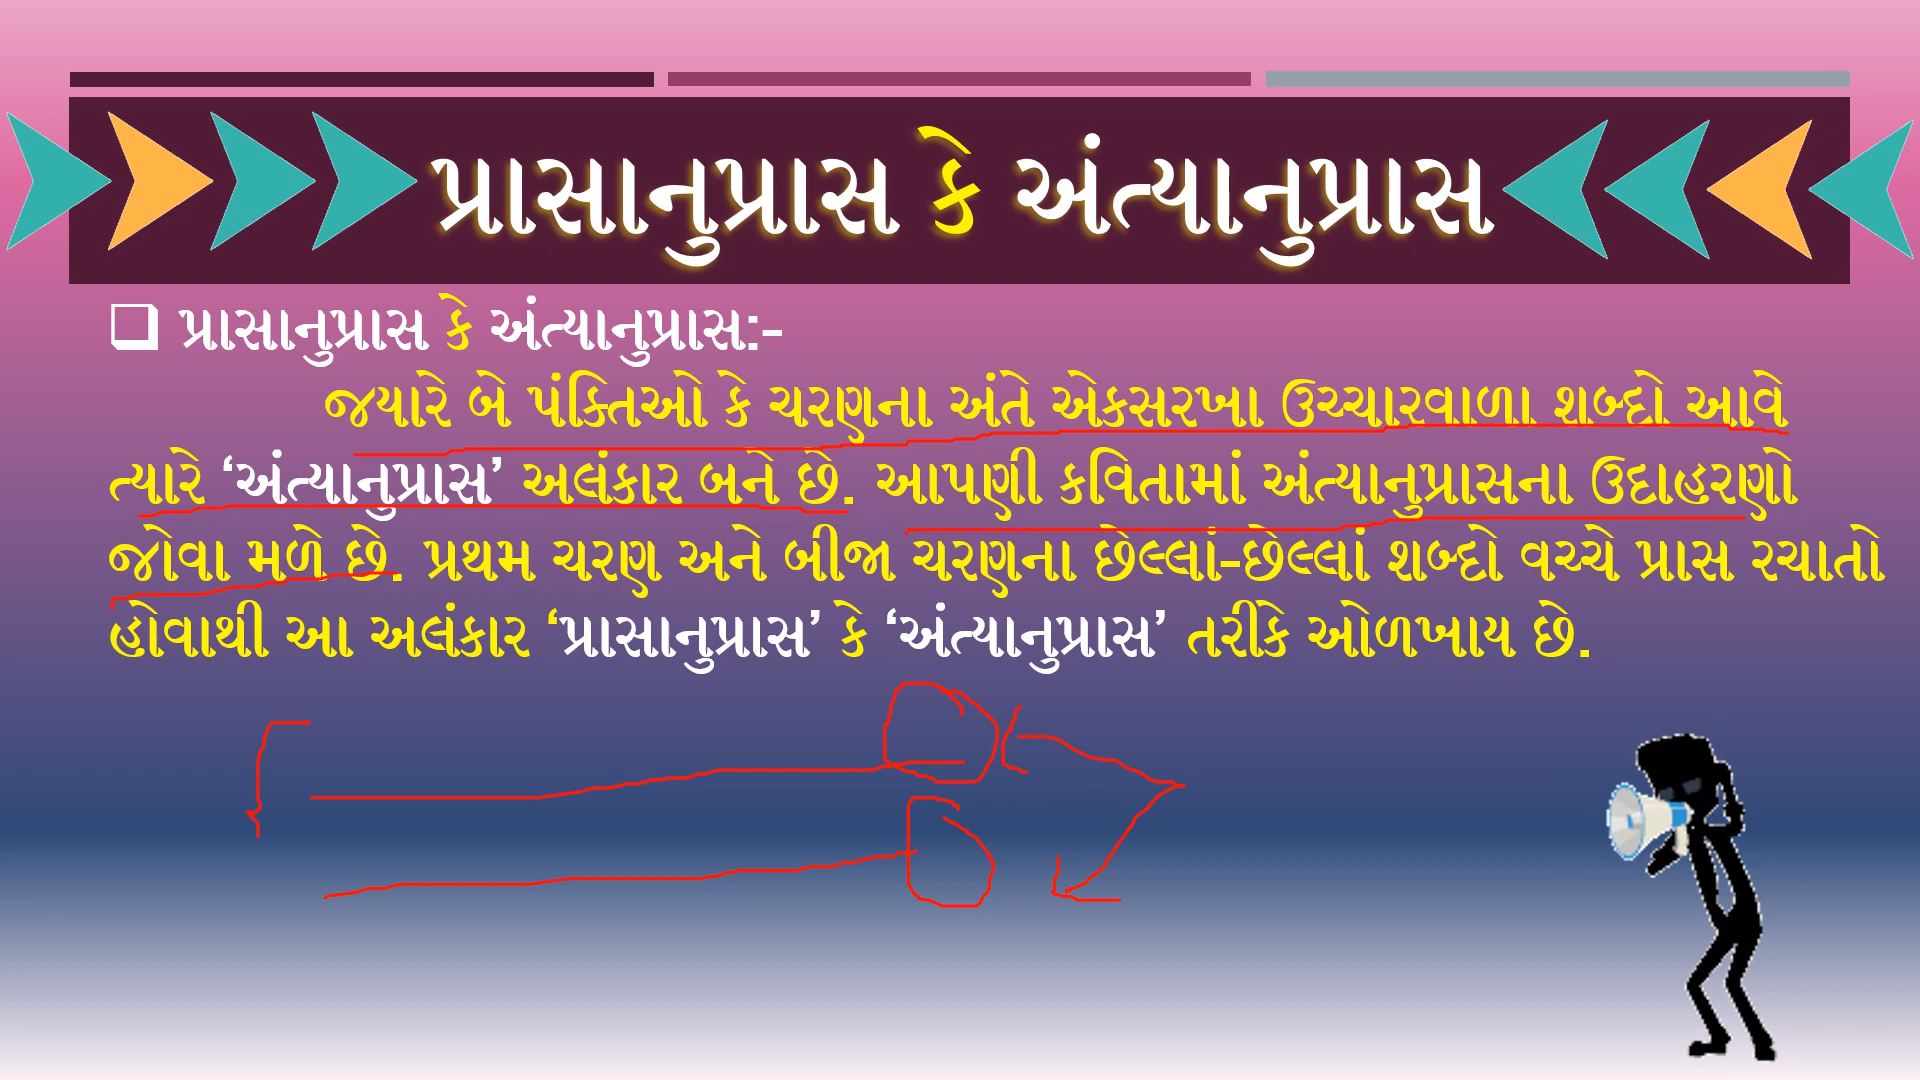 પ્રાસાનુપ્રાસ કે અંત્યાનુપ્રાસ
પ્રાસાનુપ્રાસ કે અંત્યાનુપ્રાસ:-
જયારે બે પંક્તિઓ કે ચરણના અંતે એકસરખા ઉચ્ચારવાળા શબ્દો આવે
ત્યારે ‘અંત્યાનુપ્રાસ’ અલંકાર બને છે. આપણી કવિતામાં અંત્યાનુપ્રાસના ઉદાહરણો
જોવા મળે છે. પ્રથમ ચરણ અને બીજા ચરણના છેલ્લાં-છેલ્લાં શબ્દો વચ્ચે પ્રાસ રચાતો
હોવાથી આ અલંકાર ‘પ્રાસાનુપ્રાસ’ કે ‘અંત્યાનુપ્રાસ’ તરીકે ઓળખાય છે.